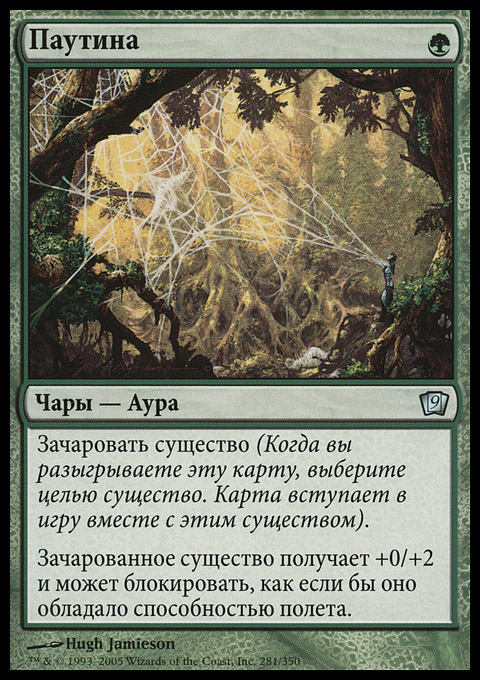 Паутина
Чары — Аура
9
Зачаровать существо (Когда вы
разыгрываете эту карту, выберите
целью существо. Карта вступает в
игру вместе с этим существом).
Зачарованное существо получает +0/+2
и может блокировать, как если бы оно
обладало способностью полета.
Hugh Jamieson
™ & © 1993–2005 Wizards of the Coast, Inc. 281/350